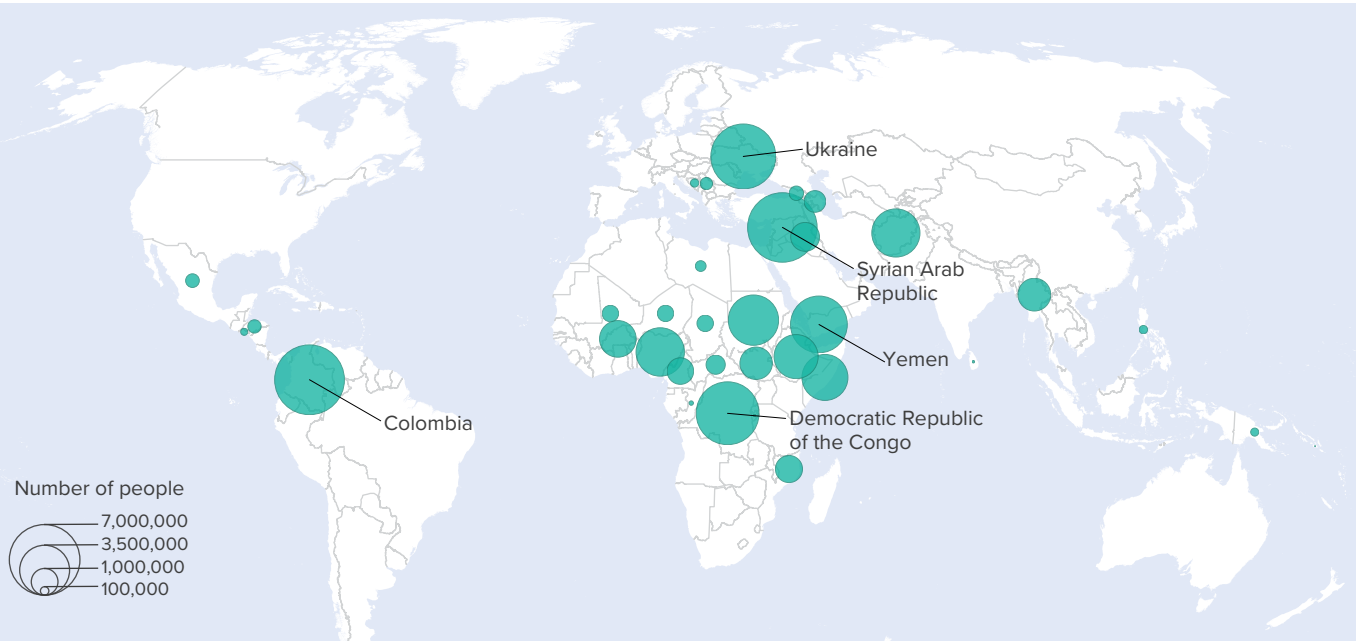 Ukraine
Syrian Arab
Republic
Yemen
Colombia
Democratic Republic
of the Congo
Number of people
7,000,000
3,500,000
1,000,000
100,000